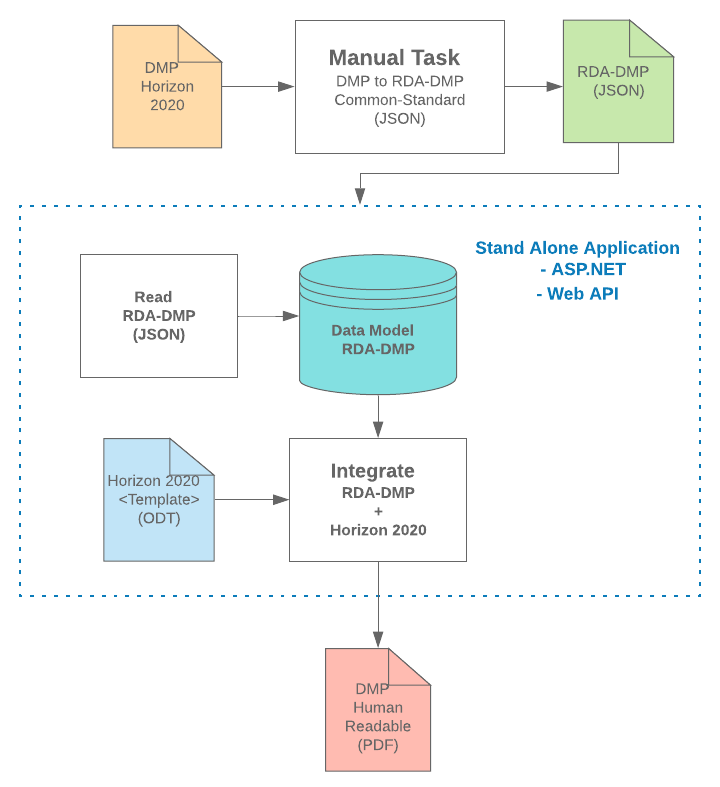 DMP
Horizon
2020
Manual Task
DMP to RDA-DMP
Common-Standard
(JSON)
RDA-DMP
(JSON)
Stand Alone Application
- ASP.NET
- Web API
Read
RDA-DMP
(JSON)
Data Model
RDA-DMP
Horizon 2020
<Template>
(ODT)
Integrate
RDA-DMP
+
Horizon 2020
DMP
Human
Readable
(PDF)